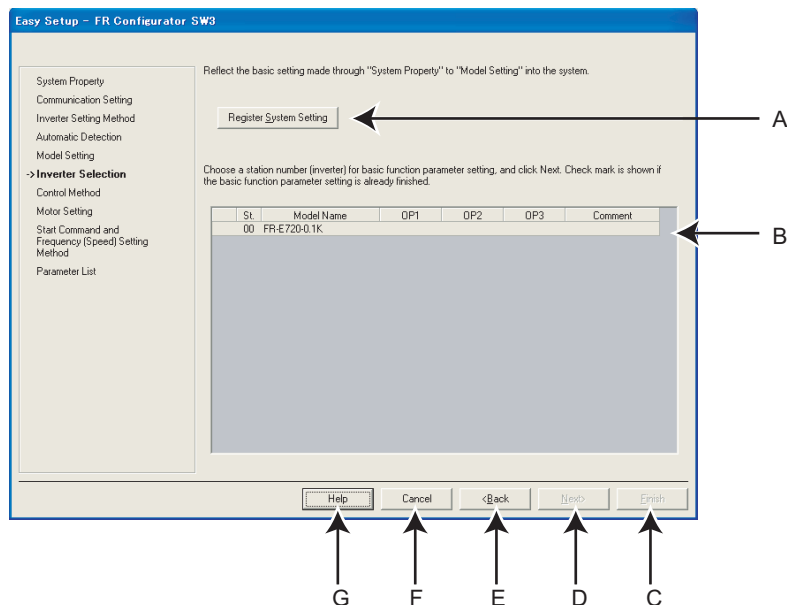 Easy Setup - FR Configurator SW3
System Property
Communication Setting
Inverter Setting Method
Automatic Detection
Model Setting
->Inverter Selection
Control Method
Motor Setting
Start Command and
Frequency (Speed) Setting
Method
Parameter List
Reflect the basic setting made through "System Property" to "Model Setting" into the system.
Register System Setting
A
Choose a station number (inverter) for basic function parameter setting, and click Next. Check mark is shown if
the basic function parameter setting is already finished.
St. Model Name OP1 OP2 OP3 Comment
00 FR-E720-0.1K
B
Help Cancel <Back Next> Finish
G F E D C